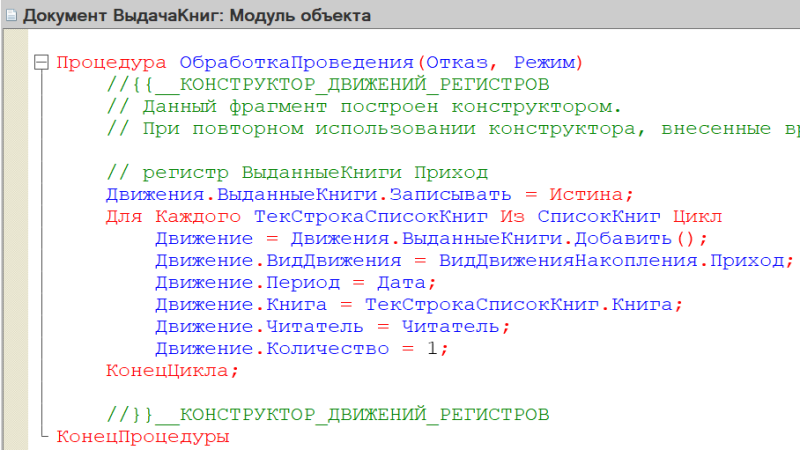 Документ ВыдачаКниг: Модуль объекта
Процедура ОбработкаПроведения(Отказ, Режим)
//{{__КОНСТРУКТОР_ДВИЖЕНИЙ_РЕГИСТРОВ
// Данный фрагмент построен конструктором.
// При повторном использовании конструктора, внесенные
// регистр ВыданныеКниги Приход
Движения.ВыданныеКниги.Записывать = Истина;
Для Каждого ТекСтрокаСписокКниг Из СписокКниг Цикл
Движение = Движения.ВыданныеКниги.Добавить();
Движение.ВидДвижения = ВидДвиженияНакопления.Приход;
Движение.Период = Дата;
Движение.Книга = ТекСтрокаСписокКниг.Книга;
Движение.Читатель = Читатель;
Движение.Количество = 1;
КонецЦикла;
//}}__КОНСТРУКТОР_ДВИЖЕНИЙ_РЕГИСТРОВ
КонецПроцедуры